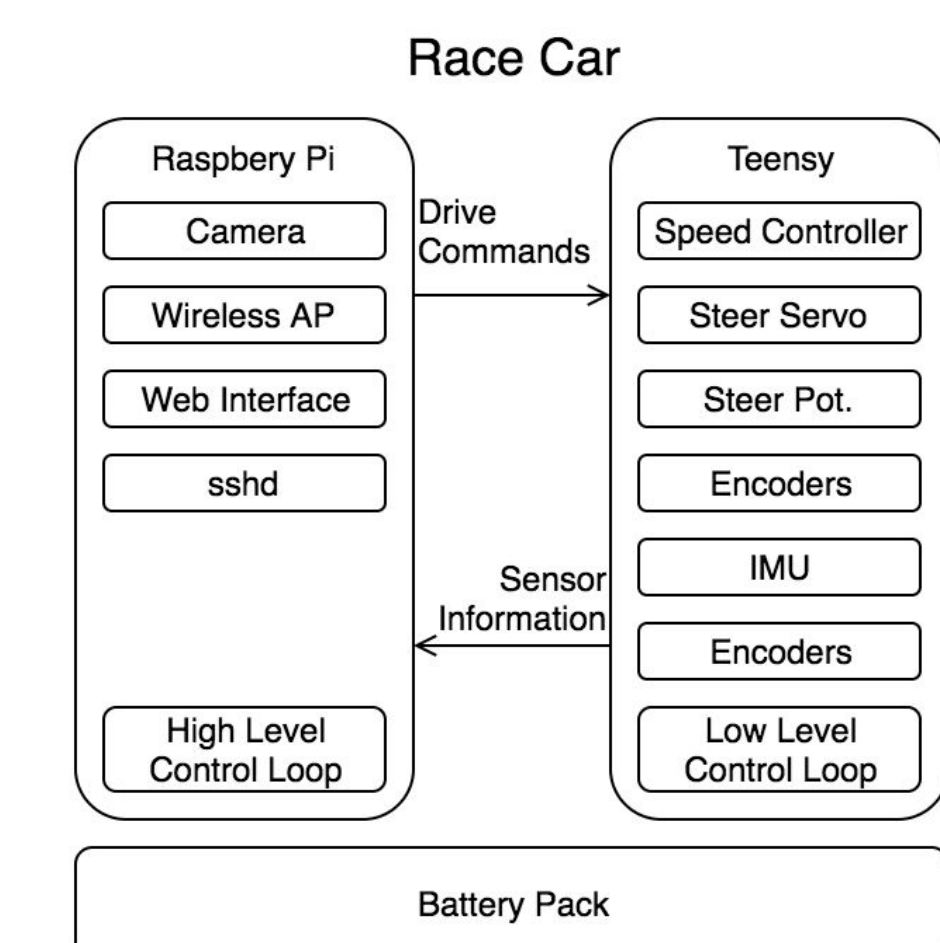 Race Car
Raspbery Pi
Camera
Wireless AP
Web Interface
sshd
High Level
Control Loop
Drive
Commands
Sensor
Information
Teensy
Speed Controller
Steer Servo
Steer Pot.
Encoders
IMU
Encoders
Low Level
Control Loop
Battery Pack